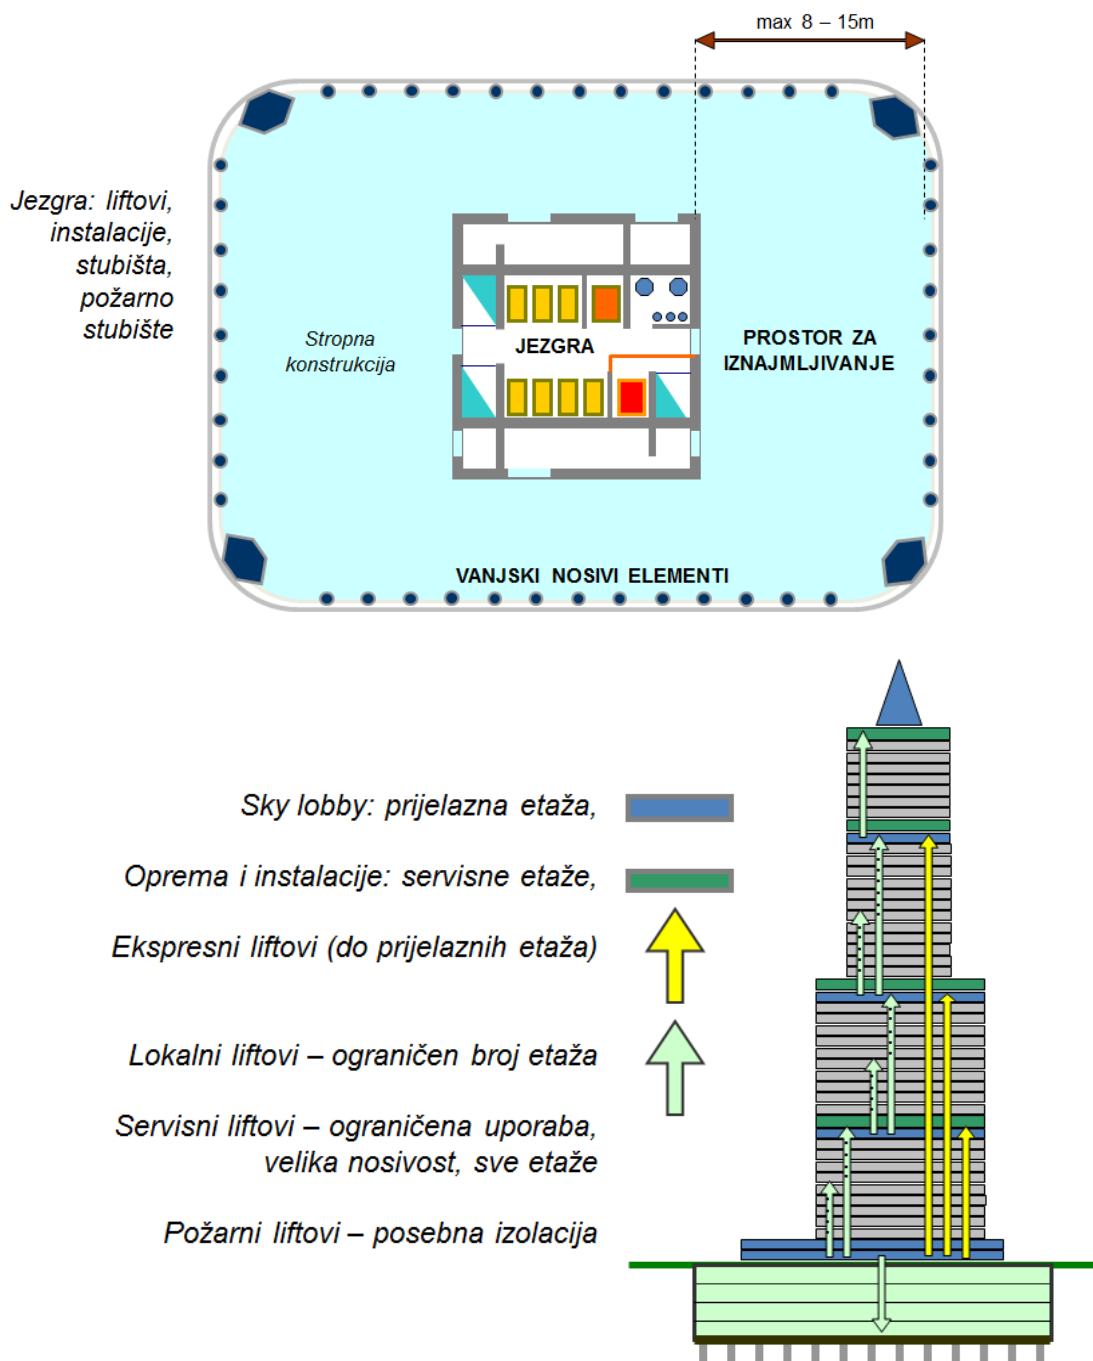 max 8 – 15m
Jezgra: liftovi,
instalacije,
stubišta,
požarno
stubište
Stropna
konstrukcija
JEZGRA
PROSTOR ZA
IZNAJMLJIVANJE
VANJSKI NOSIVI ELEMENTI
Sky lobby: prijelazna etaža,
Oprema i instalacije: servisne etaže,
Ekspresni liftovi (do prijelaznih etaža)
Lokalni liftovi – ograničen broj etaža
Servisni liftovi – ograničena uporaba,
velika nosivost, sve etaže
Požarni liftovi – posebna izolacija